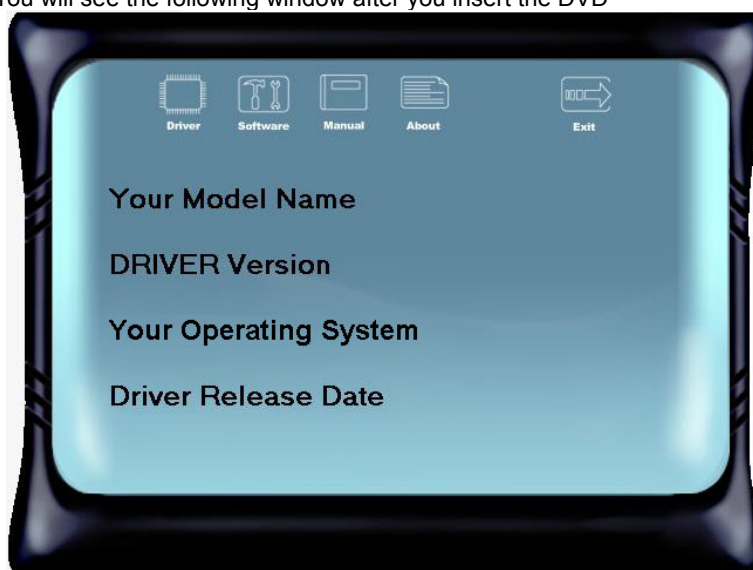 You will see the following window after you insert the DVD
Driver Software Manual About Exit
Your Model Name
DRIVER Version
Your Operating System
Driver Release Date